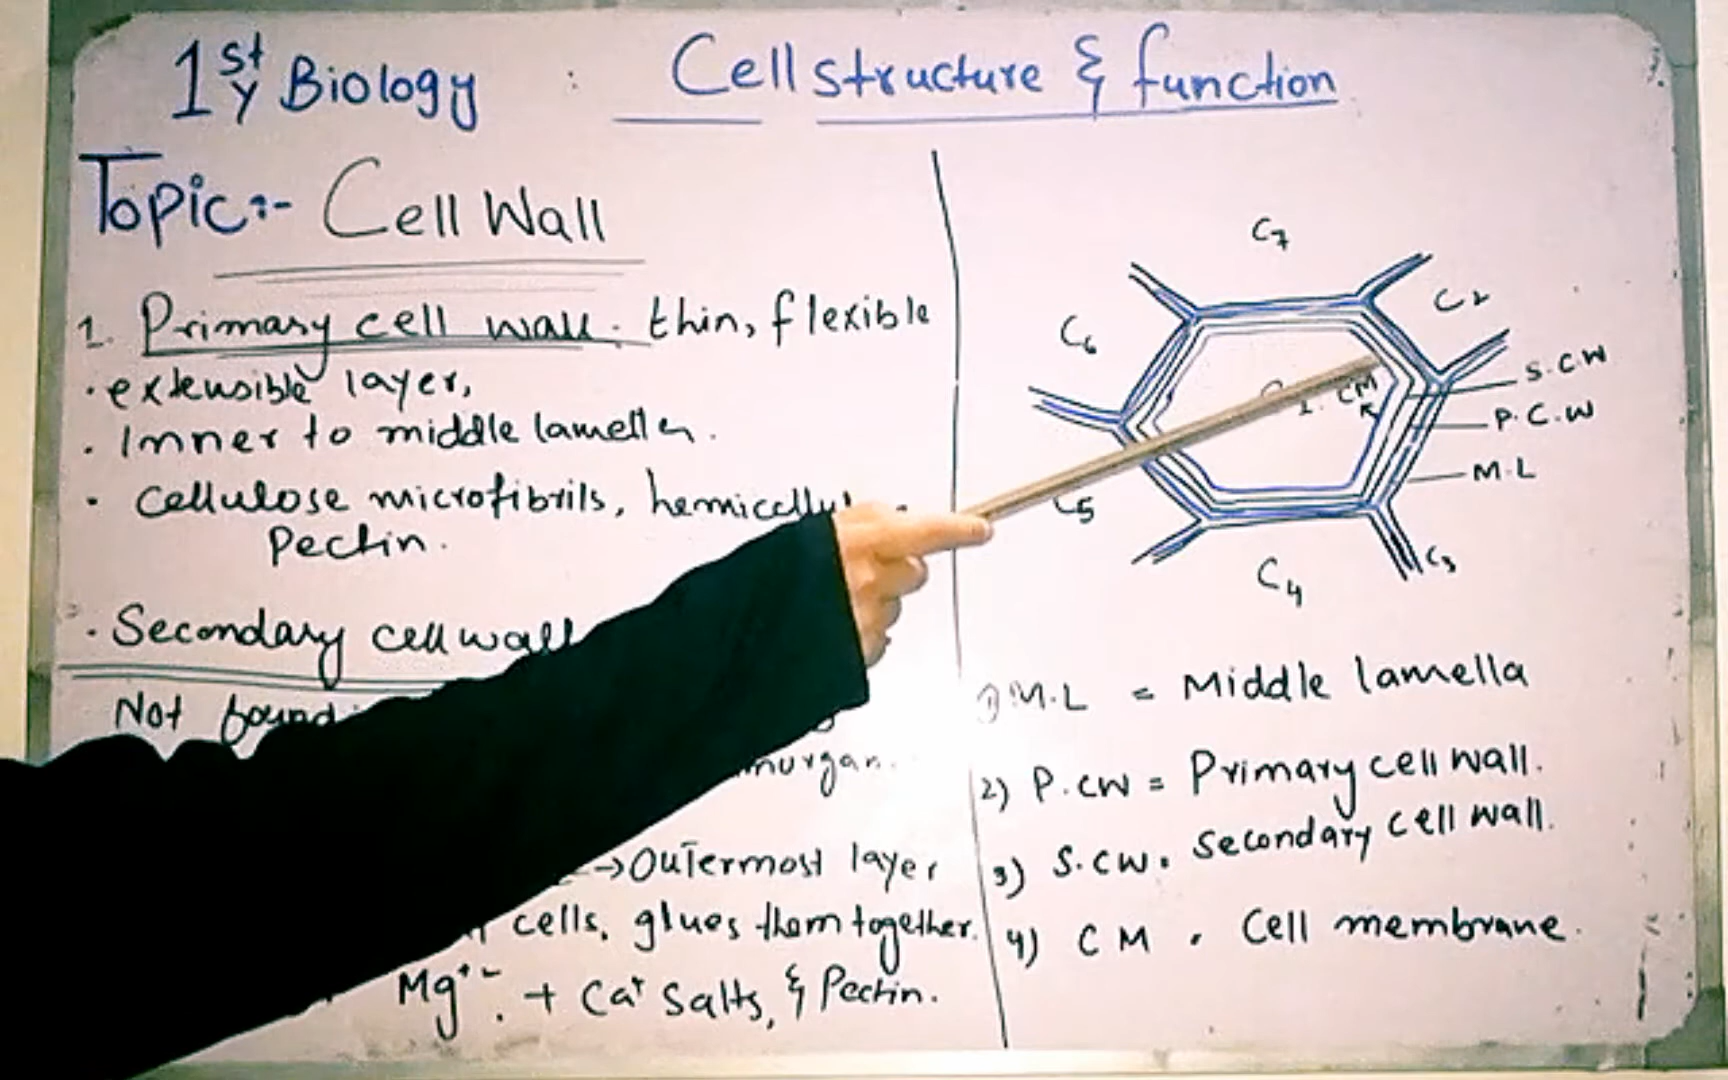 1st y Biology : Cell structure & function
Topic:- Cell Wall
1. Primary cell wall. thin, flexible
· extensible layer,
· Inner to middle lamella.
· Cellulose microfibrils,
Pectin.
· Secondary cell wall
Not found
→ Outermost layer
cells, glues them together.
Mg + Ca+ Salts, & Pectin.
C7
C2
C6
S.CW
CM
P.C.W
M.L
C5
C3
C4
1) M.L = Middle lamella
2) P.CW = Primary cell wall.
3) S.CW. Secondary cell wall.
4) CM . Cell membrane.